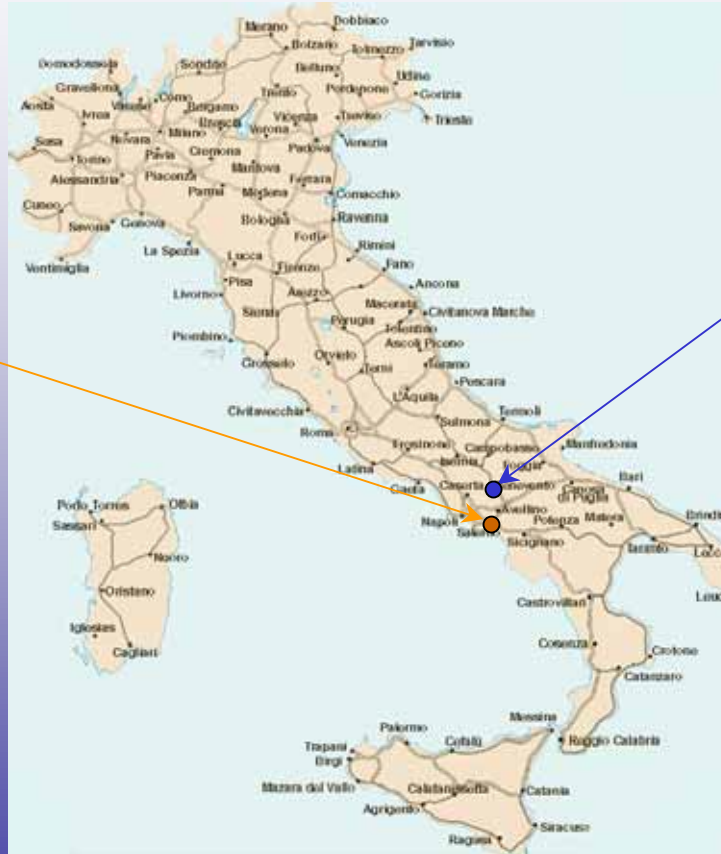 Dobbiaco
Merano
Bolzano
Tarvisio
Tolmezzo
Domodossola
Sondrio
Belluno
Udine
Gravellona
Trento
Pordenone
Gorizia
Aosta
Varese
Como
Bergamo
Ivrea
Brescia
Vicenza
Treviso
Trieste
Novara
Milano
Verona
Susa
Pavia
Cremona
Padova
Venezia
Torino
Mantova
Alessandria
Piacenza
Ferrara
Parma
Modena
Comacchio
Cuneo
Savona
Genova
Bologna
Ravenna
Forlì
La Spezia
Rimini
Lucca
Ventimiglia
Firenze
Fano
Pisa
Livorno
Arezzo
Ancona
Siena
Macerata
Civitanova Marche
Perugia
Tolentino
Piombino
Ascoli Piceno
Grosseto
Orvieto
Terni
Teramo
Pescara
L'Aquila
Civitavecchia
Sulmona
Termoli
Roma
Frosinone
Campobasso
Manfredonia
Latina
Isernia
Foggia
Gaeta
Caserta
Benevento
Canosa
di Puglia
Bari
Avellino
Napoli
Salerno
Potenza
Matera
Brindisi
Sicignano
Taranto
Lecce
Porto Torres
Olbia
Sassari
Nuoro
Oristano
Castrovillari
Iglesias
Cagliari
Cosenza
Crotone
Catanzaro
Messina
Palermo
Cefalù
Reggio Calabria
Trapani
Birgi
Mazara del Vallo
Caltanissetta
Catania
Agrigento
Siracusa
Ragusa